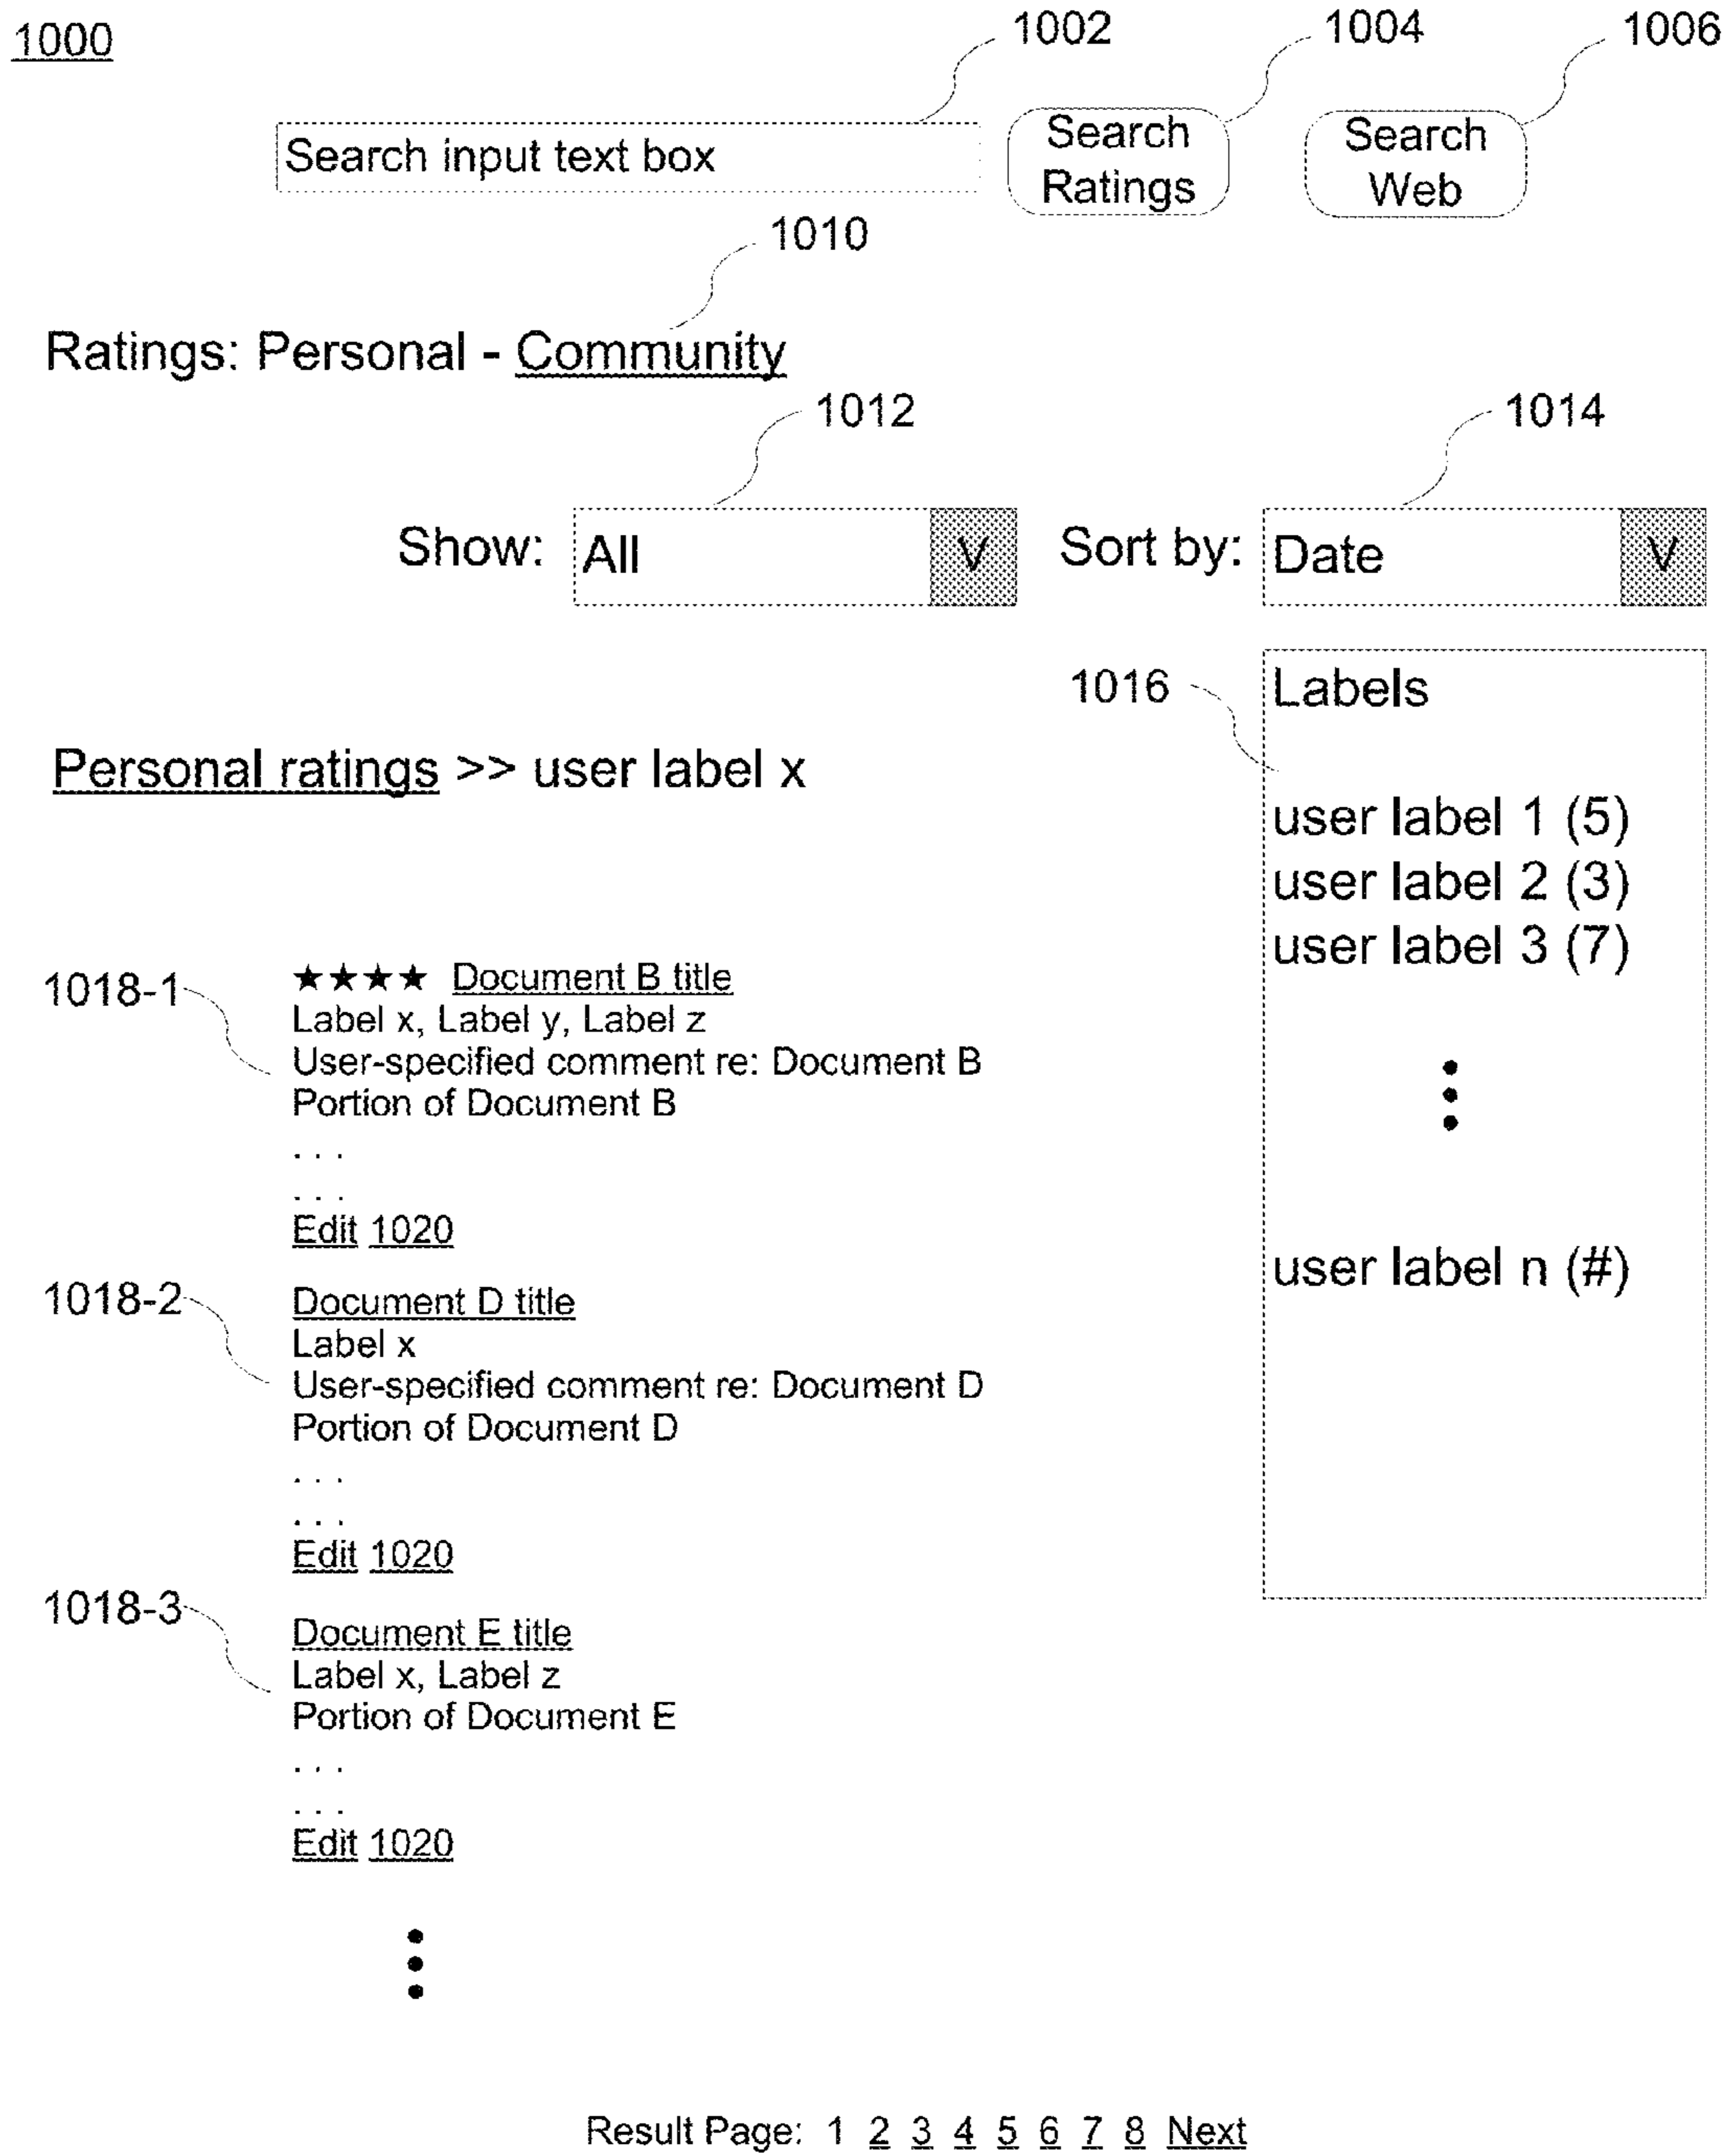 1000
1002
1004
1006
Search input text box
Search
Ratings
Search
Web
1010
Ratings: Personal - Community
1012
1014
Show: All V
Sort by: Date V
1016
Labels
Personal ratings >> user label x
user label 1 (5)
user label 2 (3)
user label 3 (7)
user label n (#)
1018-1
★★★★ Document B title
Label x, Label y, Label z
User-specified comment re: Document B
Portion of Document B
. . .
. . .
Edit 1020
1018-2
Document D title
Label x
User-specified comment re: Document D
Portion of Document D
. . .
. . .
Edit 1020
1018-3
Document E title
Label x, Label z
Portion of Document E
. . .
. . .
Edit 1020
Result Page: 1 2 3 4 5 6 7 8 Next